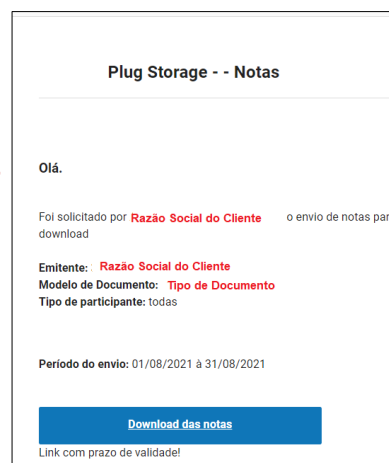 Plug Storage - - Notas
Olá.
Foi solicitado por Razão Social do Cliente o envio de notas par
download
Emitente: Razão Social do Cliente
Modelo de Documento: Tipo de Documento
Tipo de participante: todas
Período do envio: 01/08/2021 à 31/08/2021
Download das notas
Link com prazo de validade!